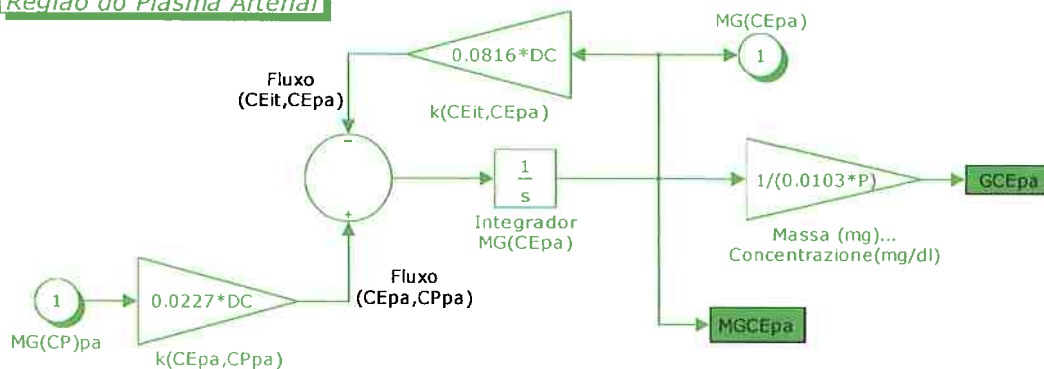 Região do Plasma Arterial
MG(CEpa)
1
0.0816*DC
Fluxo
(CEit,CEpa)
k(CEit,CEpa)
-
1
s
1/(0.0103*P)
GCEpa
+
Integrador
MG(CEpa)
Massa (mg)...
Concentrazione(mg/dl)
Fluxo
(CEpa,CPpa)
1
0.0227*DC
MGCEpa
MG(CP)pa
k(CEpa,CPpa)